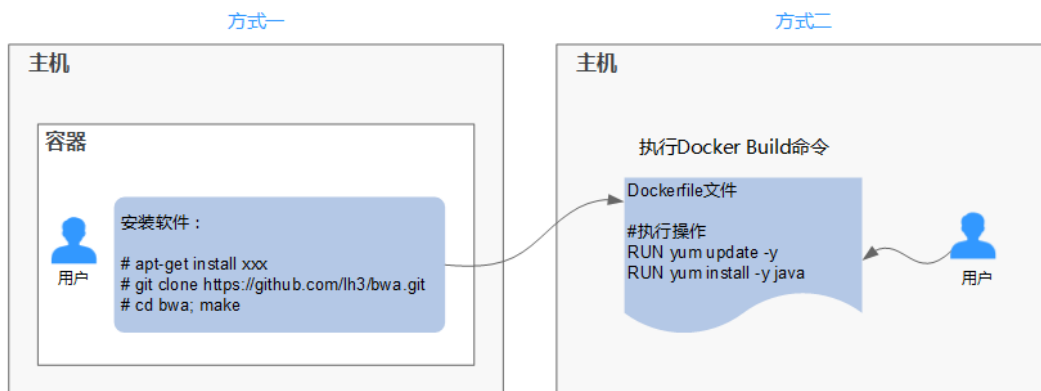 方式一
主机
容器
用户
安装软件：
# apt-get install xxx
# git clone https://github.com/lh3/bwa.git
# cd bwa; make
方式二
主机
执行Docker Build命令
Dockerfile文件
#执行操作
RUN yum update -y
RUN yum install -y java
用户